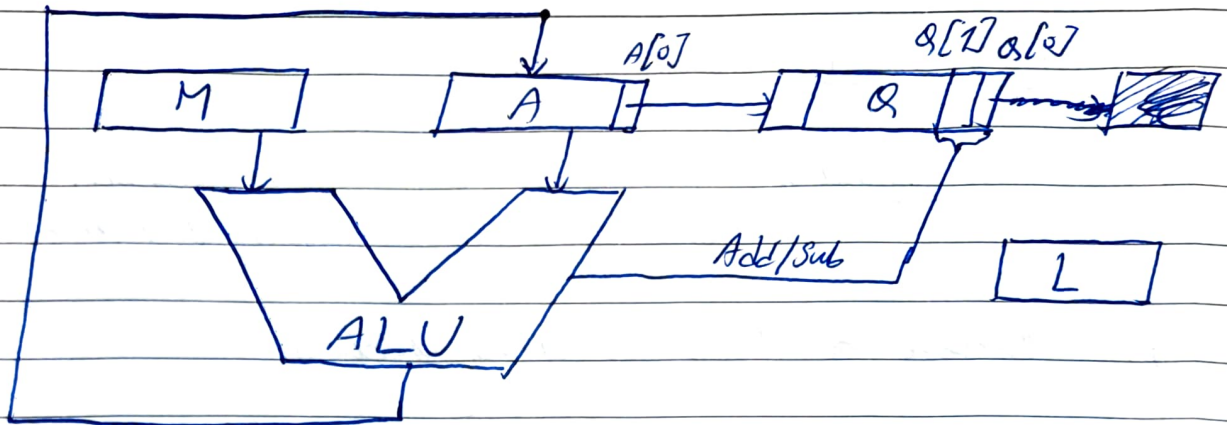 A[0] Q[1] Q[0]
M A Q
Add/Sub
L
ALU